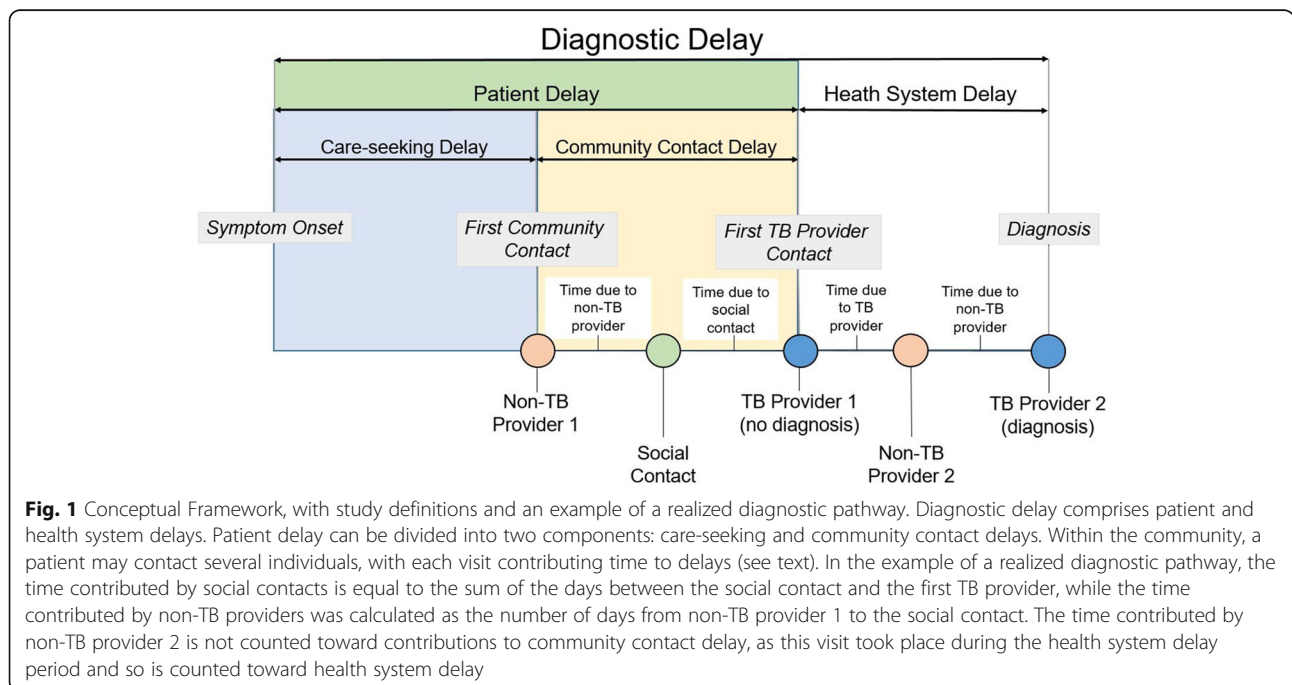 Diagnostic Delay
Patient Delay
Heath System Delay
Care-seeking Delay
Community Contact Delay
Symptom Onset
First Community
Contact
First TB Provider
Contact
Diagnosis
Time due to
non-TB
provider
Time due to
social
contact
Time due
to TB
provider
Time due to
non-TB
provider
Non-TB
Provider 1
Social
Contact
TB Provider 1
(no diagnosis)
Non-TB
Provider 2
TB Provider 2
(diagnosis)
Fig. 1 Conceptual Framework, with study definitions and an example of a realized diagnostic pathway. Diagnostic delay comprises patient and
health system delays. Patient delay can be divided into two components: care-seeking and community contact delays. Within the community, a
patient may contact several individuals, with each visit contributing time to delays (see text). In the example of a realized diagnostic pathway, the
time contributed by social contacts is equal to the sum of the days between the social contact and the first TB provider, while the time
contributed by non-TB providers was calculated as the number of days from non-TB provider 1 to the social contact. The time contributed by
non-TB provider 2 is not counted toward contributions to community contact delay, as this visit took place during the health system delay
period and so is counted toward health system delay